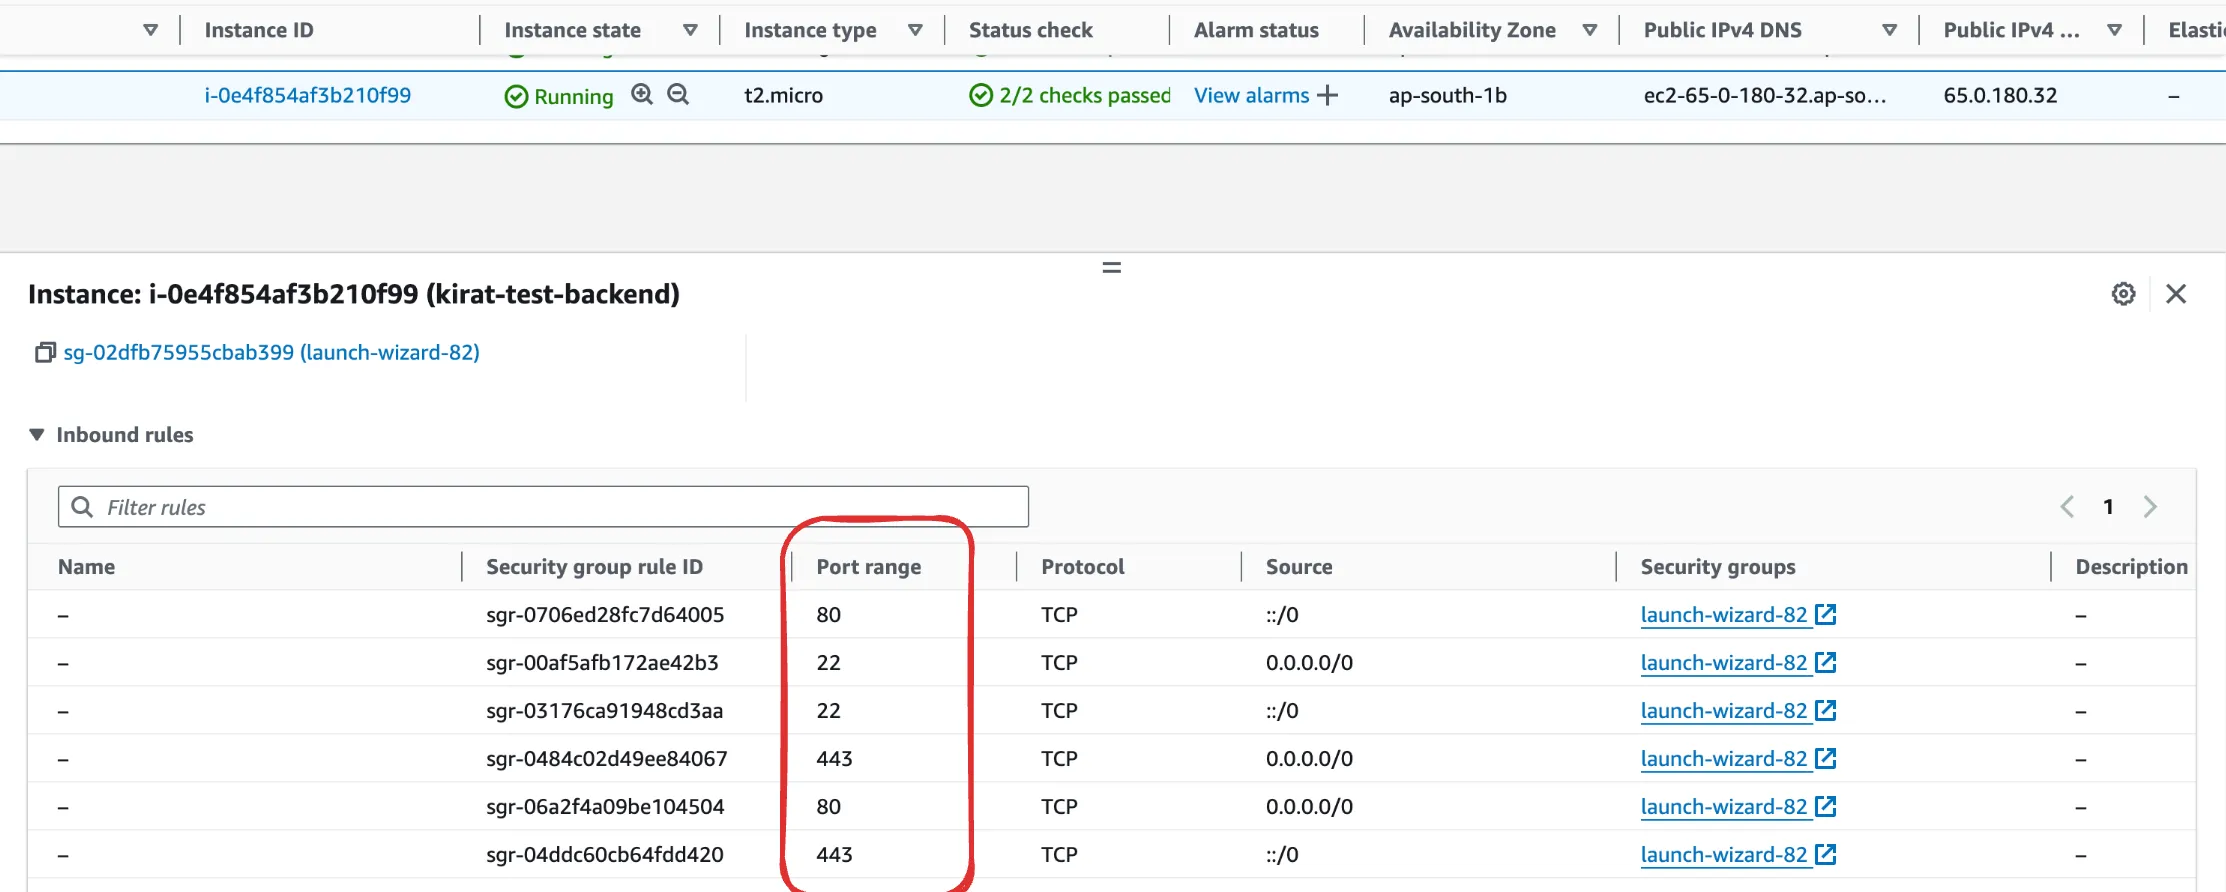 Instance ID Instance state Instance type Status check Alarm status Availability Zone Public IPv4 DNS Public IPv4 ... Elasti
i-0e4f854af3b210f99 Running t2.micro 2/2 checks passed View alarms + ap-south-1b ec2-65-0-180-32.ap-so... 65.0.180.32 –
Instance: i-0e4f854af3b210f99 (kirat-test-backend)
sg-02dfb75955cbab399 (launch-wizard-82)
Inbound rules
Filter rules 1
Name Security group rule ID Port range Protocol Source Security groups Description
– sgr-0706ed28fc7d64005 80 TCP ::/0 launch-wizard-82 –
– sgr-00af5afb172ae42b3 22 TCP 0.0.0.0/0 launch-wizard-82 –
– sgr-03176ca91948cd3aa 22 TCP ::/0 launch-wizard-82 –
– sgr-0484c02d49ee84067 443 TCP 0.0.0.0/0 launch-wizard-82 –
– sgr-06a2f4a09be104504 80 TCP 0.0.0.0/0 launch-wizard-82 –
– sgr-04ddc60cb64fdd420 443 TCP ::/0 launch-wizard-82 –